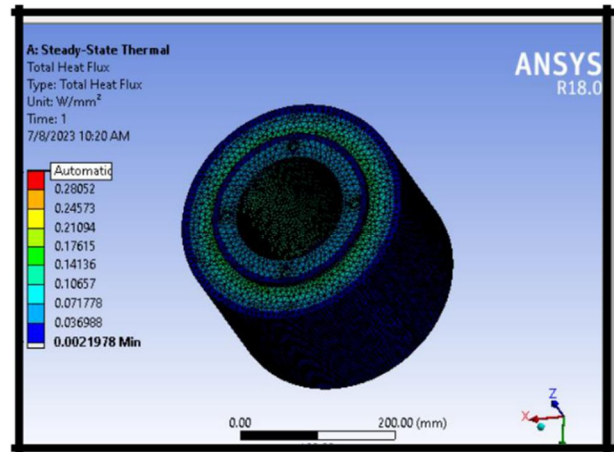 A: Steady-State Thermal
Total Heat Flux
Type: Total Heat Flux
Unit: W/mm²
Time: 1
7/8/2023 10:20 AM
ANSYS
R18.0
Automatic
0.28052
0.24573
0.21094
0.17615
0.14136
0.10657
0.071778
0.036988
0.0021978 Min
0.00
200.00 (mm)
Z
X